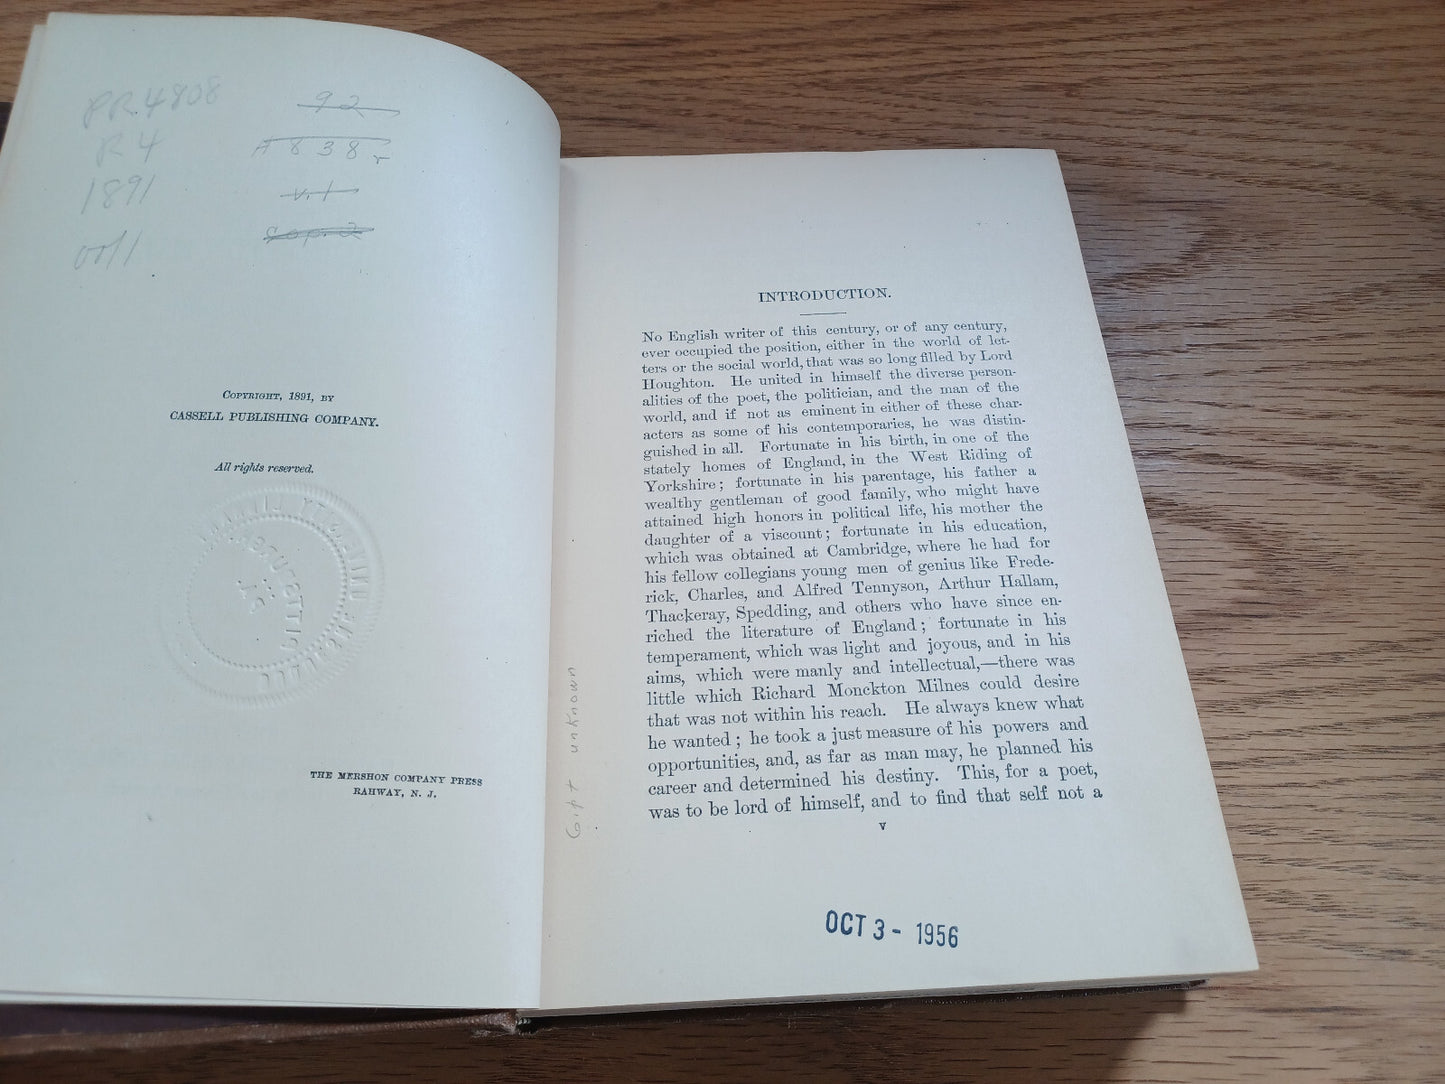 PR.4808
R4
1891
vol 1
92
A838r
v.1
cop.2
COPYRIGHT, 1891, BY
CASSELL PUBLISHING COMPANY.
All rights reserved.
THE MERSHON COMPANY PRESS
RAHWAY, N. J.
Gift unknown
INTRODUCTION.
No English writer of this century, or of any century,
ever occupied the position, either in the world of let-
ters or the social world, that was so long filled by Lord
Houghton. He united in himself the diverse person-
alities of the poet, the politician, and the man of the
world, and if not as eminent in either of these char-
acters as some of his contemporaries, he was distin-
guished in all. Fortunate in his birth, in one of the
stately homes of England, in the West Riding of
Yorkshire; fortunate in his parentage, his father a
wealthy gentleman of good family, who might have
attained high honors in political life, his mother the
daughter of a viscount; fortunate in his education,
which was obtained at Cambridge, where he had for
his fellow collegians young men of genius like Frede-
rick, Charles, and Alfred Tennyson, Arthur Hallam,
Thackeray, Spedding, and others who have since en-
riched the literature of England; fortunate in his
temperament, which was light and joyous, and in his
aims, which were manly and intellectual,—there was
little which Richard Monckton Milnes could desire
that was not within his reach. He always knew what
he wanted; he took a just measure of his powers and
opportunities, and, as far as man may, he planned his
career and determined his destiny. This, for a poet,
was to be lord of himself, and to find that self not a
v
OCT 3 - 1956